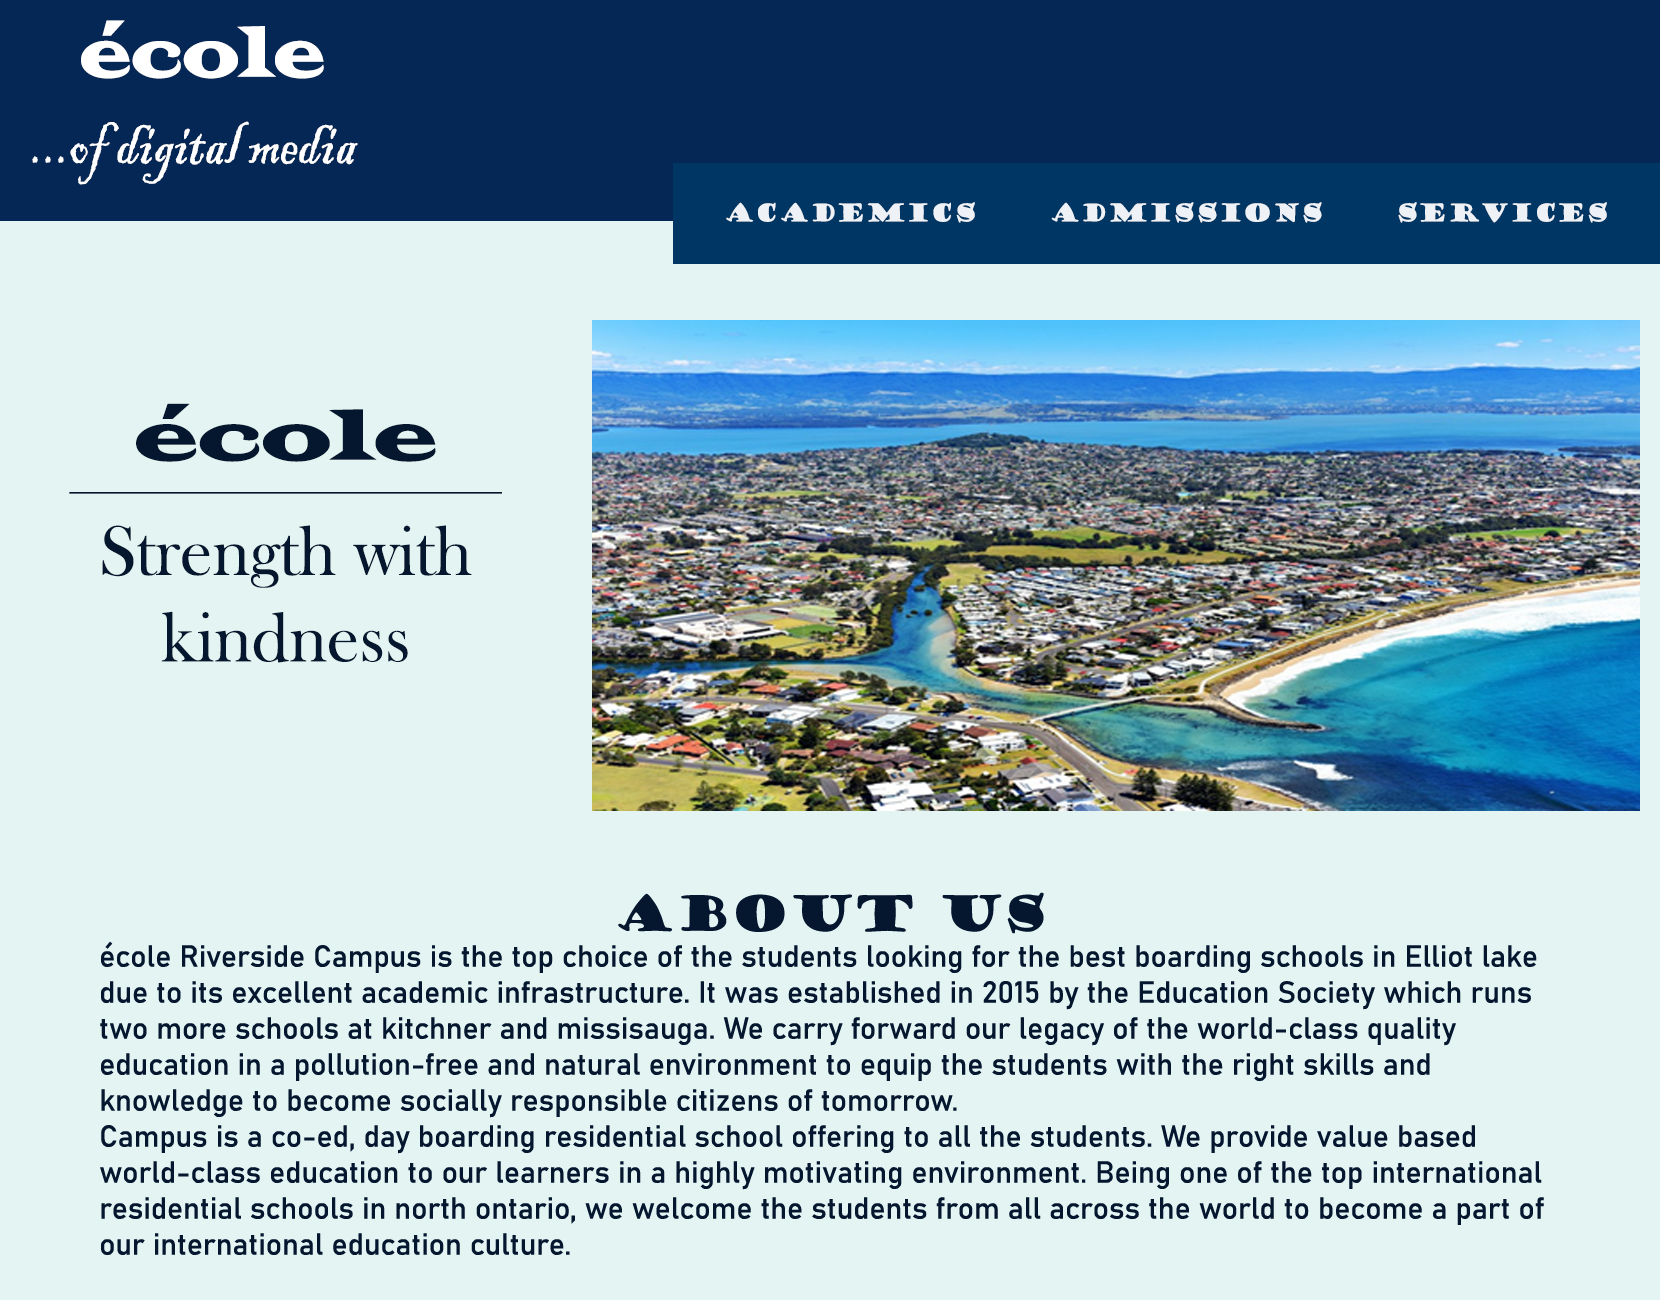 école
...of digital media
ACADEMICS ADMISSIONS SERVICES
école
Strength with
kindness
ABOUT US
école Riverside Campus is the top choice of the students looking for the best boarding schools in Elliot lake
due to its excellent academic infrastructure. It was established in 2015 by the Education Society which runs
two more schools at kitchner and missisauga. We carry forward our legacy of the world-class quality
education in a pollution-free and natural environment to equip the students with the right skills and
knowledge to become socially responsible citizens of tomorrow.
Campus is a co-ed, day boarding residential school offering to all the students. We provide value based
world-class education to our learners in a highly motivating environment. Being one of the top international
residential schools in north ontario, we welcome the students from all across the world to become a part of
our international education culture.